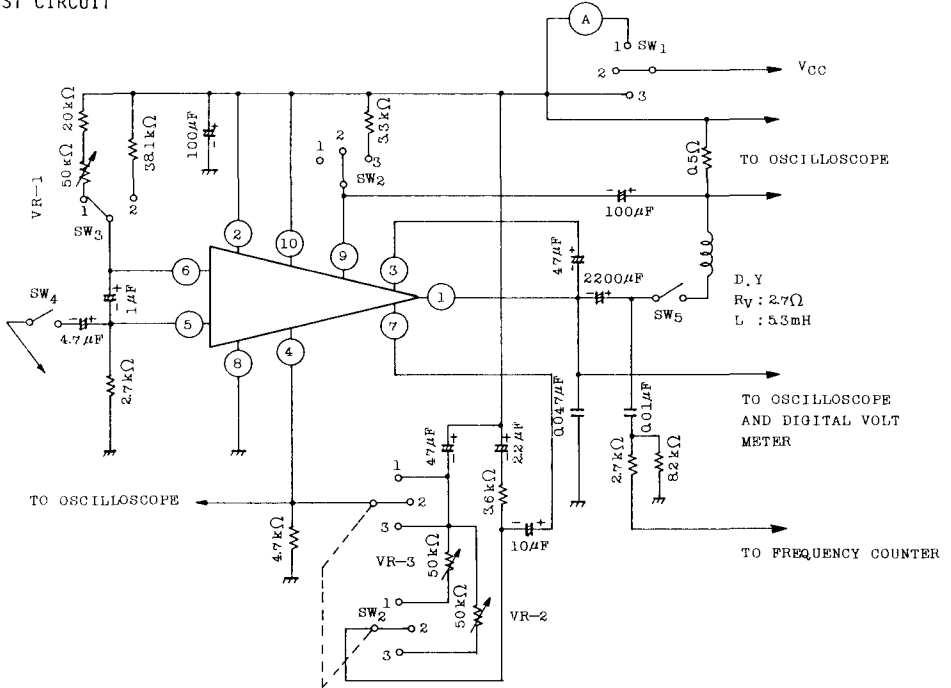 ST CIRCUIT
A
1 SW1
2
VCC
3
20kΩ
50kΩ
VR-1
1
2
SW3
38.1kΩ
100μF
- +
3.3kΩ
1
2
3
SW2
0.5Ω
TO OSCILLOSCOPE
- +
100μF
2
10
9
3
6
5
1
7
8
4
SW4
- +
4.7μF
+
1μF
-
2.7kΩ
+
47μF
-
2200μF
- +
SW5
D.Y
RV : 2.7Ω
L : 5.3mH
0.047μF
0.01μF
TO OSCILLOSCOPE
AND DIGITAL VOLT
METER
2.7kΩ
8.2kΩ
TO FREQUENCY COUNTER
47μF
+
-
2.2μF
+
-
3.6kΩ
- +
10μF
TO OSCILLOSCOPE
4.7kΩ
1
2
3
VR-3
50kΩ
50kΩ
VR-2
1
SW2
2
3